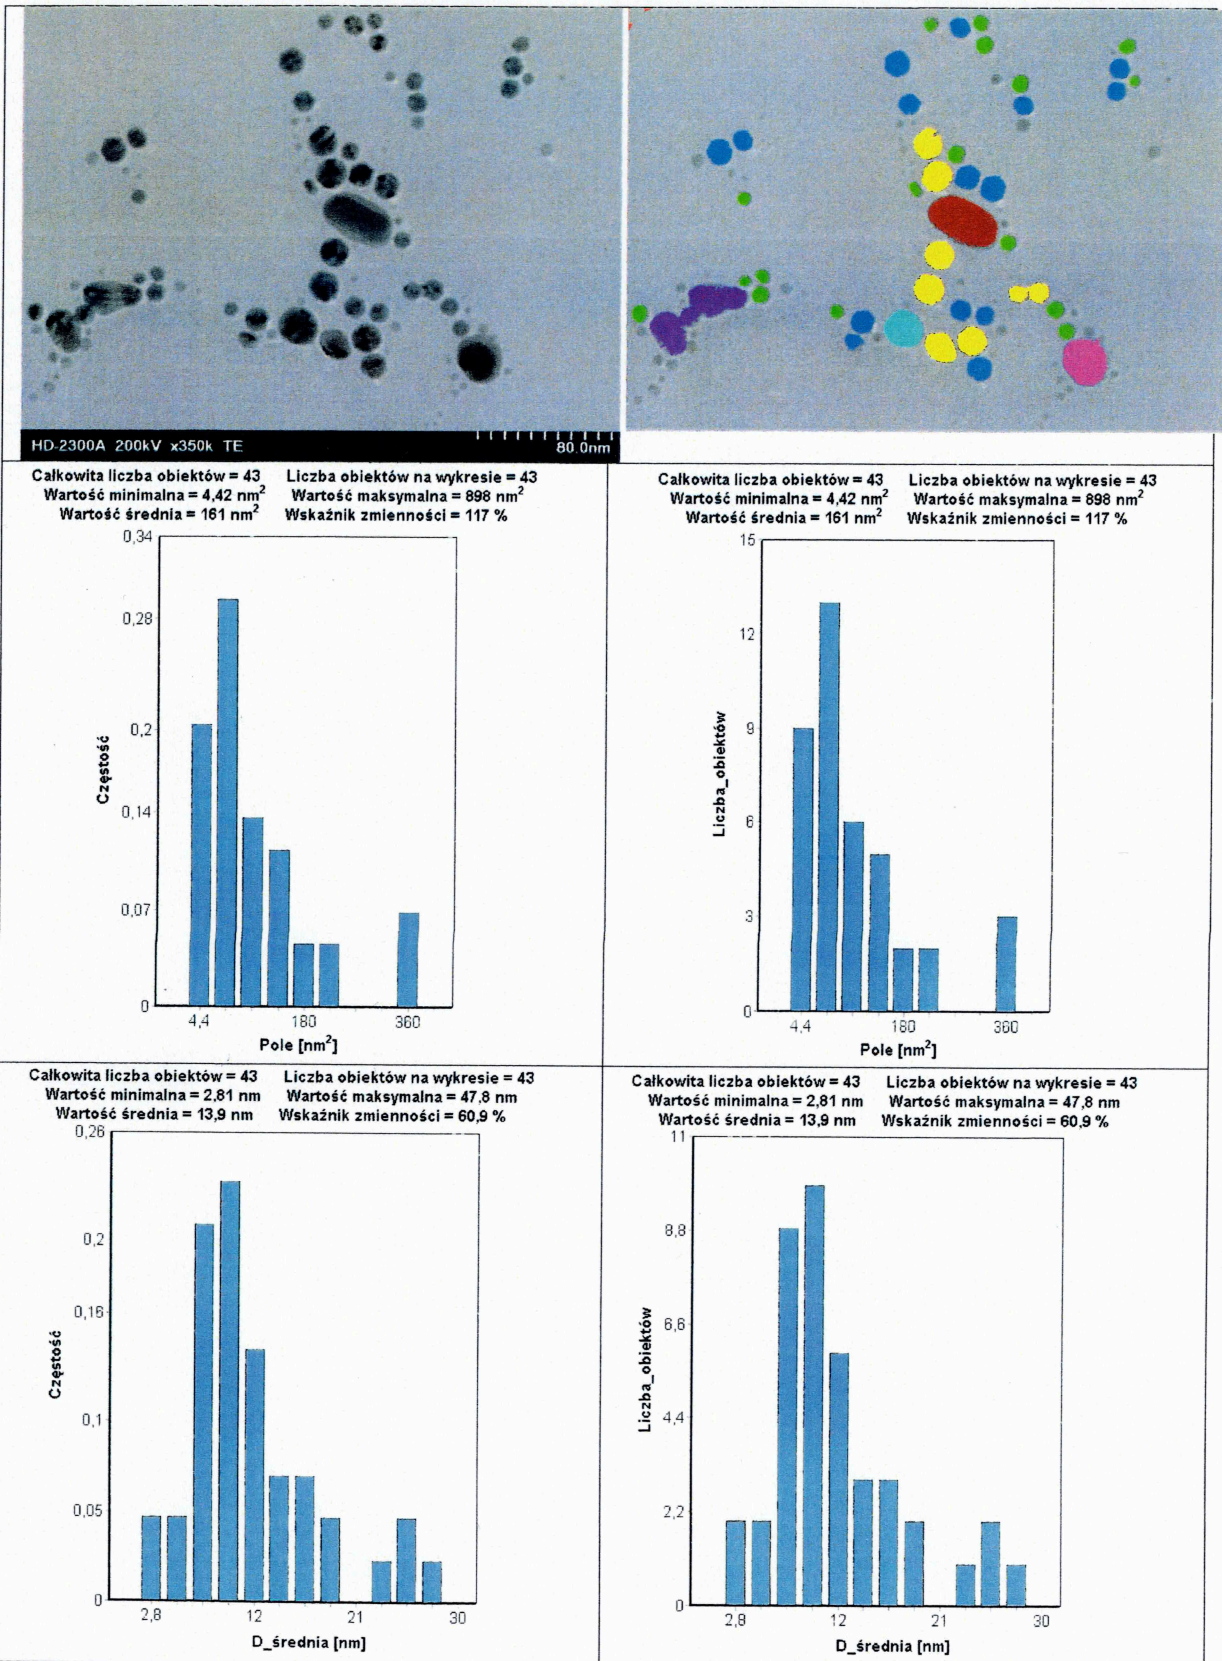 HD-2300A 200kV x350k TE 80.0nm
Całkowita liczba obiektów = 43 Liczba obiektów na wykresie = 43
Wartość minimalna = 4,42 nm² Wartość maksymalna = 898 nm²
Wartość średnia = 161 nm² Wskaźnik zmienności = 117 %
0,34
0,28
0,2
0,14
0,07
0
Częstość
4,4 180 360
Pole [nm²]
Całkowita liczba obiektów = 43 Liczba obiektów na wykresie = 43
Wartość minimalna = 4,42 nm² Wartość maksymalna = 898 nm²
Wartość średnia = 161 nm² Wskaźnik zmienności = 117 %
15
12
9
6
3
0
Liczba_obiektów
4,4 180 360
Pole [nm²]
Całkowita liczba obiektów = 43 Liczba obiektów na wykresie = 43
Wartość minimalna = 2,81 nm Wartość maksymalna = 47,8 nm
Wartość średnia = 13,9 nm Wskaźnik zmienności = 60,9 %
0,26
0,2
0,16
0,1
0,05
0
Częstość
2,8 12 21 30
D_średnia [nm]
Całkowita liczba obiektów = 43 Liczba obiektów na wykresie = 43
Wartość minimalna = 2,81 nm Wartość maksymalna = 47,8 nm
Wartość średnia = 13,9 nm Wskaźnik zmienności = 60,9 %
11
8,8
6,6
4,4
2,2
0
Liczba_obiektów
2,8 12 21 30
D_średnia [nm]